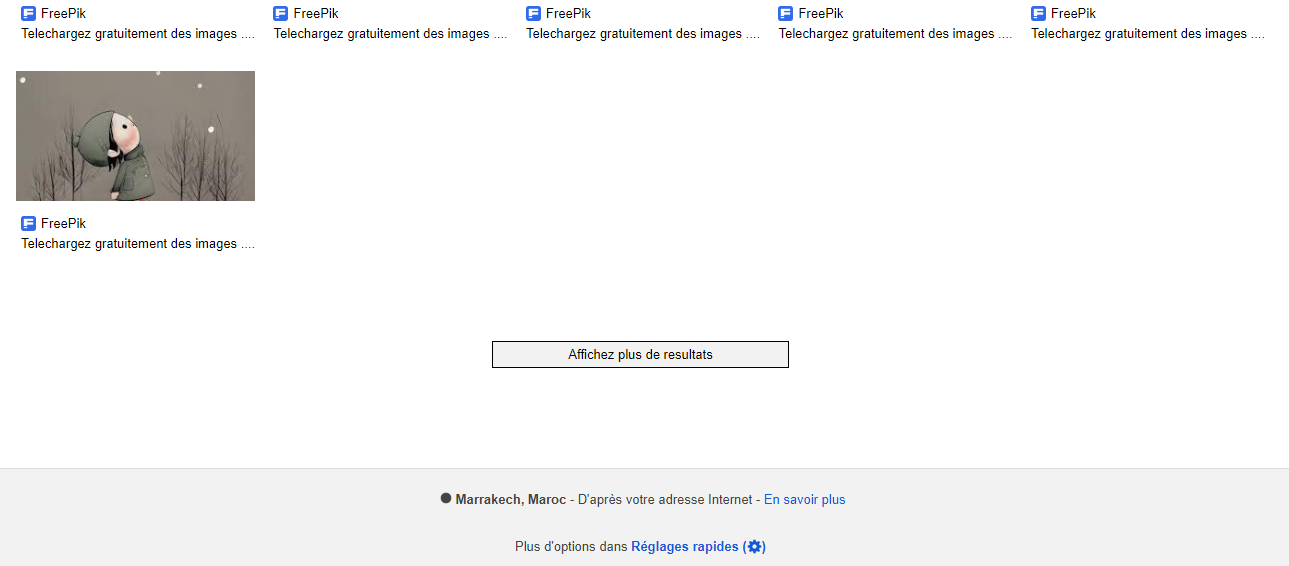 FreePik FreePik FreePik FreePik FreePik
Telechargez gratuitement des images .... Telechargez gratuitement des images .... Telechargez gratuitement des images .... Telechargez gratuitement des images .... Telechargez gratuitement des images ....
FreePik
Telechargez gratuitement des images ....
Affichez plus de resultats
Marrakech, Maroc - D'après votre adresse Internet - En savoir plus
Plus d'options dans Réglages rapides ()